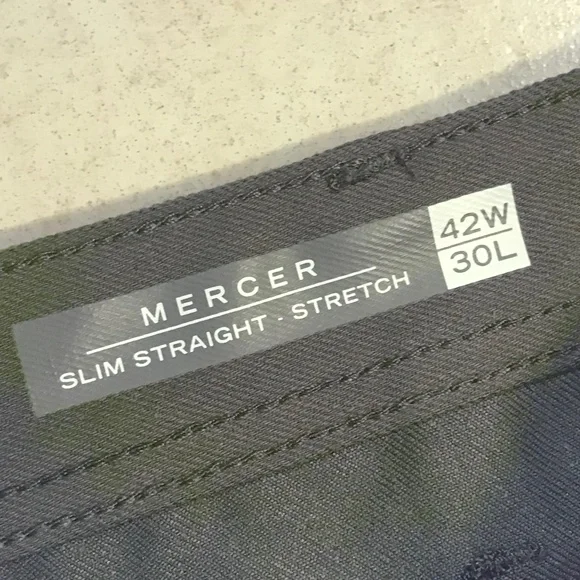 MERCER
SLIM STRAIGHT - STRETCH
42W
30L